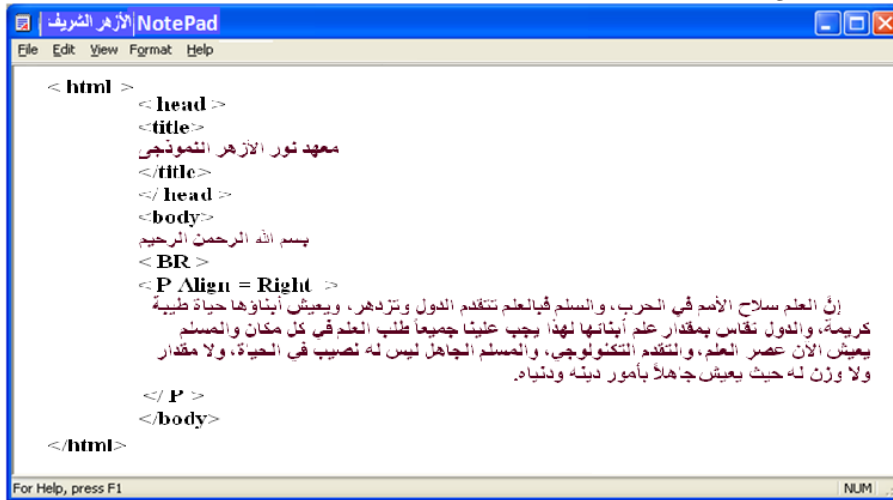 الأزهر الشريف | NotePad
File Edit View Format Help
< html >
< head >
<title>
معهد نور الأزهر النموذجى
</title>
</ head >
<body>
بسم الله الرحمن الرحيم
< BR >
< P Align = Right >
إنَّ العلم سلاح الأمم في الحرب، والسلم فبالعلم تتقدم الدول وتزدهر، ويعيش أبناؤها حياة طيبة
كريمة، والدول تقاس بمقدار علم أبنائها لهذا يجب علينا جميعاً طلب العلم في كل مكان والمسلم
يعيش الآن عصر العلم، والتقدم التكنولوجي، والمسلم الجاهل ليس له نصيب في الحياة، ولا مقدار
ولا وزن له حيث يعيش جاهلاً بأمور دينه ودنياه.
</ P >
</body>
</html>
For Help, press F1 NUM